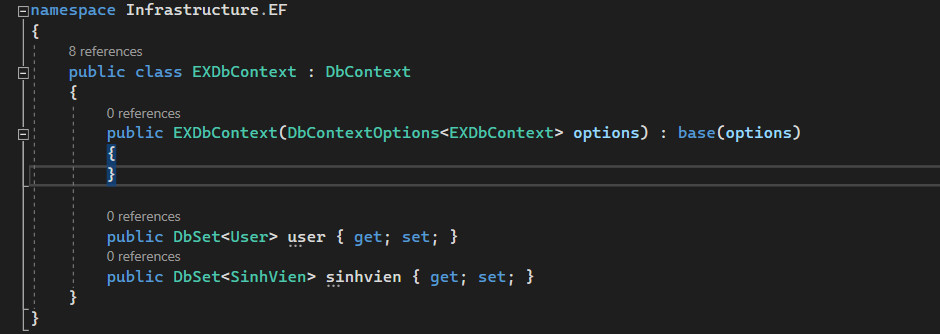 namespace Infrastructure.EF
{
8 references
public class EXDbContext : DbContext
{
0 references
public EXDbContext(DbContextOptions<EXDbContext> options) : base(options)
{
}
0 references
public DbSet<User> user { get; set; }
0 references
public DbSet<SinhVien> sinhvien { get; set; }
}
}